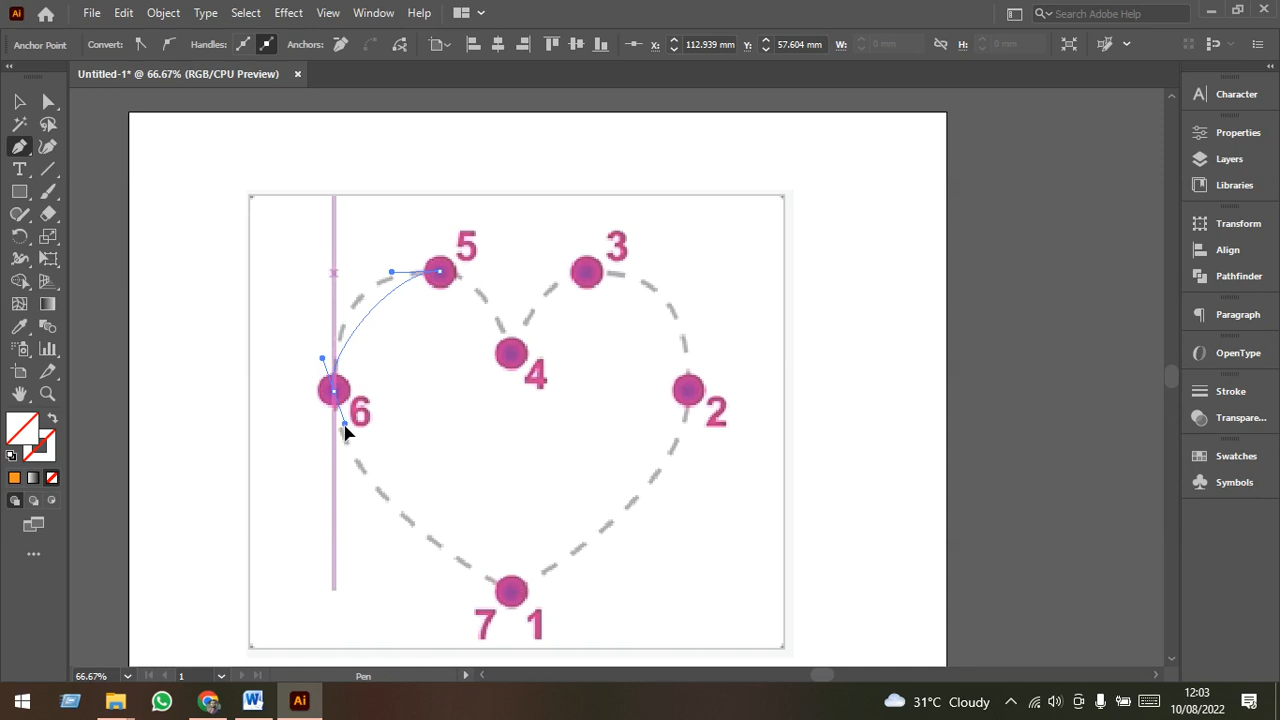 Ai File Edit Object Type Select Effect View Window Help Search Adobe Help
Anchor Point Convert: Handles: Anchors: X: 112.939 mm Y: 57.604 mm W: 0 mm H: 0 mm
Untitled-1* @ 66.67% (RGB/CPU Preview)
Character
Properties
Layers
Libraries
Transform
Align
Pathfinder
Paragraph
OpenType
Stroke
Transpare...
Swatches
Symbols
5 3
4
6 2
7 1
66.67% 1 Pen
Ai 31°C Cloudy 12:03
10/08/2022